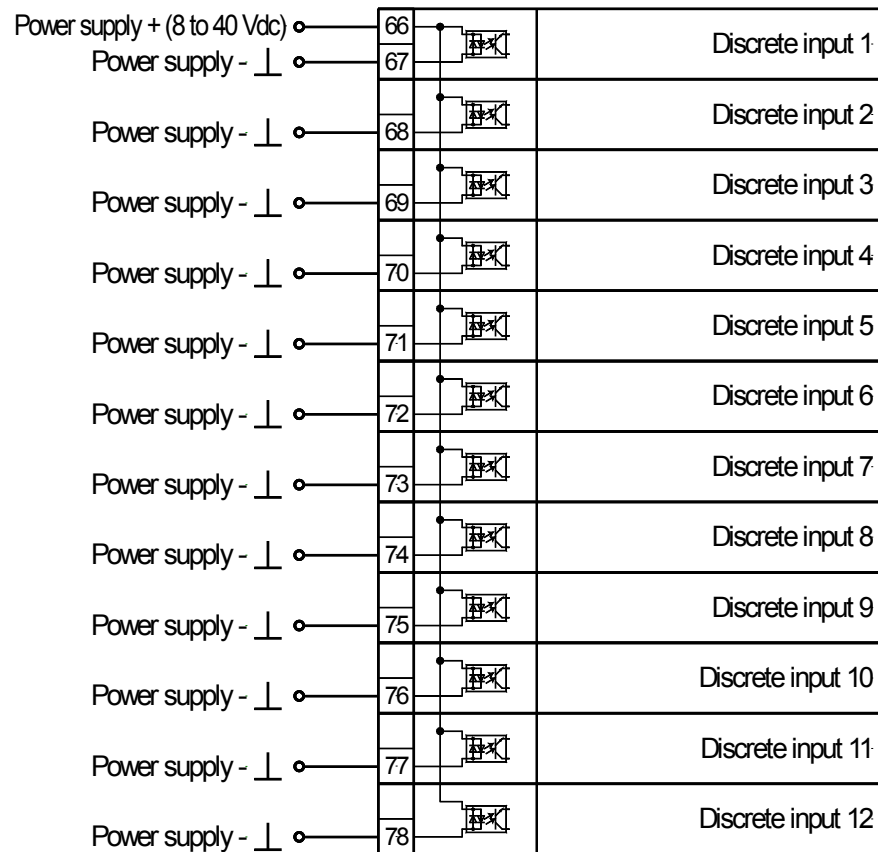 Power supply + (8 to 40 Vdc) 66 Discrete input 1
Power supply - 67
Power supply - 68 Discrete input 2
Power supply - 69 Discrete input 3
Power supply - 70 Discrete input 4
Power supply - 71 Discrete input 5
Power supply - 72 Discrete input 6
Power supply - 73 Discrete input 7
Power supply - 74 Discrete input 8
Power supply - 75 Discrete input 9
Power supply - 76 Discrete input 10
Power supply - 77 Discrete input 11
Power supply - 78 Discrete input 12